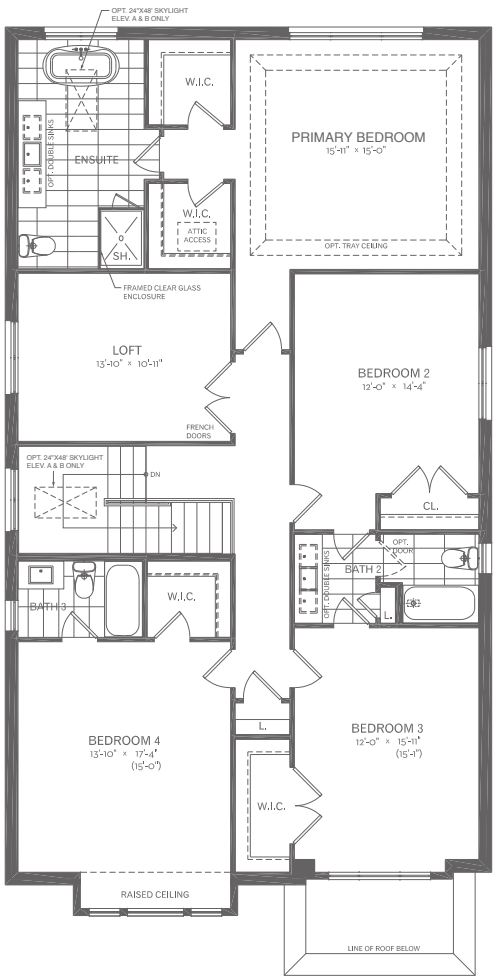 OPT. 24"X48' SKYLIGHT
ELEV. A & B ONLY
W.I.C.
PRIMARY BEDROOM
15'-11" x 15'-0"
OPT. DOUBLE SINKS
ENSUITE
W.I.C.
ATTIC
ACCESS
SH.
OPT. TRAY CEILING
FRAMED CLEAR GLASS
ENCLOSURE
LOFT
13'-10" x 10'-11"
BEDROOM 2
12'-0" x 14'-4"
FRENCH
DOORS
OPT. 24"X48' SKYLIGHT
ELEV. A & B ONLY
DN
CL.
OPT.
DOOR
OPT. DOUBLE SINKS
BATH 2
BATH 3
W.I.C.
L.
L.
BEDROOM 4
13'-10" x 17'-4"
(15'-0")
BEDROOM 3
12'-0" x 15'-11"
(15'-1")
W.I.C.
RAISED CEILING
LINE OF ROOF BELOW